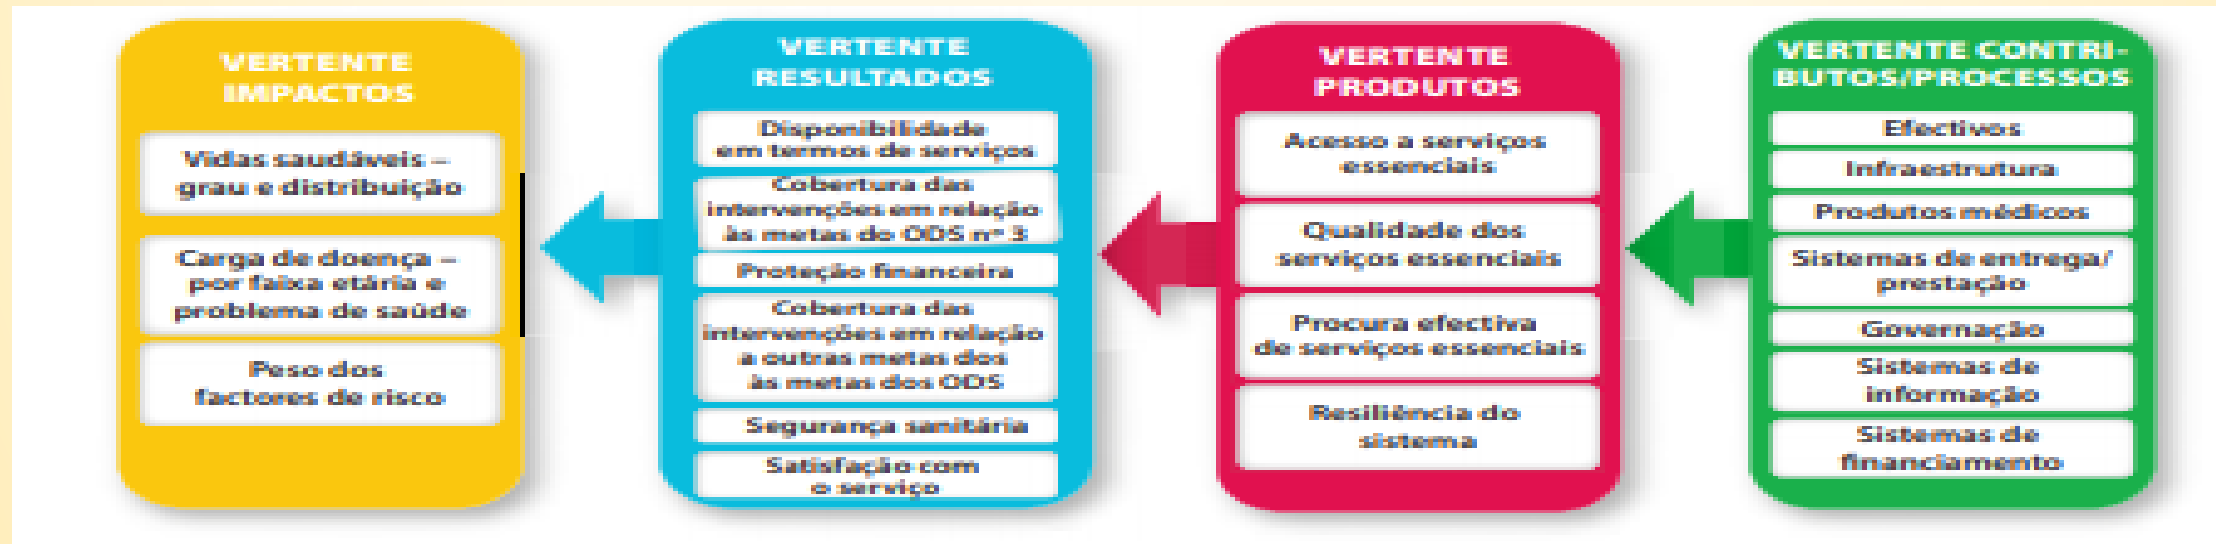 VERTENTE
IMPACTOS
Vidas saudáveis –
grau e distribuição
Carga de doença –
por faixa etária e
problema de saúde
Peso dos
factores de risco
VERTENTE
RESULTADOS
Disponibilidade
em termos de serviços
Cobertura das
intervenções em relação
às metas do ODS nº 3
Proteção financeira
Cobertura das
intervenções em relação
a outras metas dos
às metas dos ODS
Segurança sanitária
Satisfação com
o serviço
VERTENTE
PRODUTOS
Acesso a serviços
essenciais
Qualidade dos
serviços essenciais
Procura efectiva
de serviços essenciais
Resiliência do
sistema
VERTENTE CONTRI-
BUTOS/PROCESSOS
Efectivos
Infraestrutura
Produtos médicos
Sistemas de entrega/
prestação
Governação
Sistemas de
informação
Sistemas de
financiamento